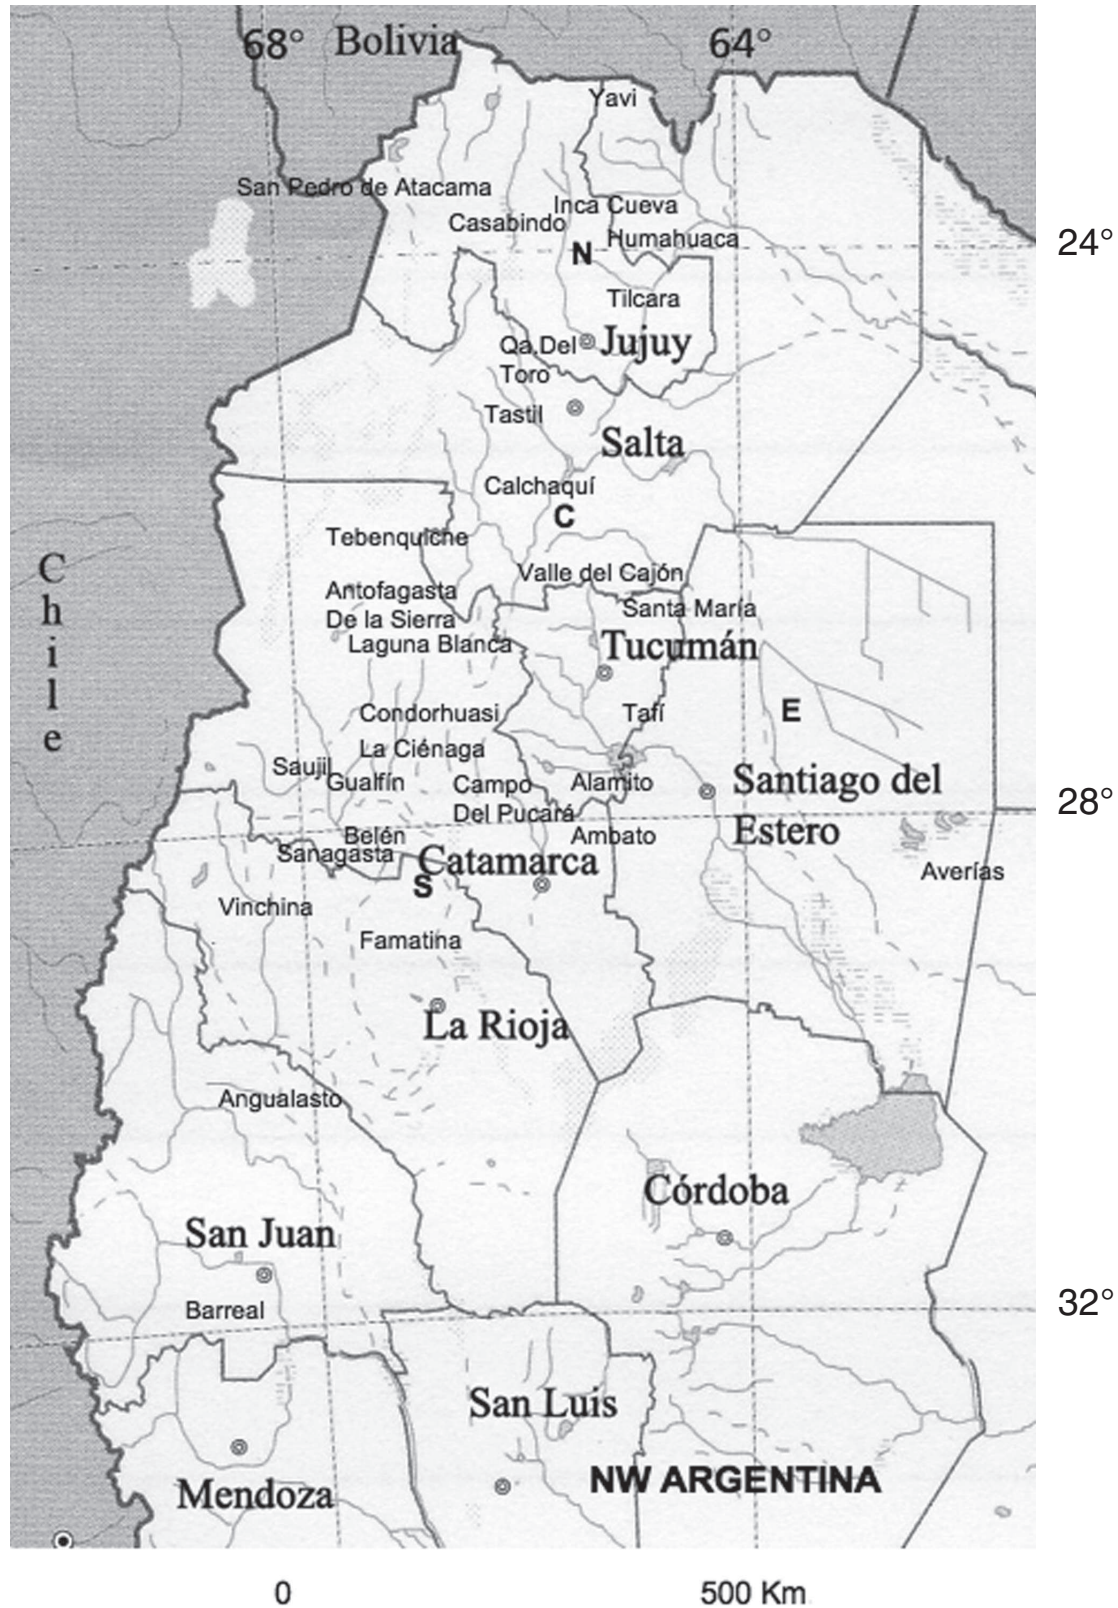 68° Bolivia 64°
Yavi
San Pedro de Atacama
Inca Cueva
Casabindo
Humahuaca
24°
N
Tilcara
Qa.Del
Toro
Jujuy
Tastil
Salta
Calchaquí
C
Tebenquiche
Chile
Valle del Cajón
Antofagasta
De la Sierra
Santa María
Laguna Blanca
Tucumán
Condorhuasi
Tafí
E
La Ciénaga
Saujil
Gualfín
Campo
Del Pucará
Alamito
Santiago del
Estero
28°
Belén
Ambato
Sanagasta
Catamarca
Averías
S
Vinchina
Famatina
La Rioja
Angualasto
Córdoba
San Juan
Barreal
32°
San Luis
NW ARGENTINA
Mendoza
0 500 Km